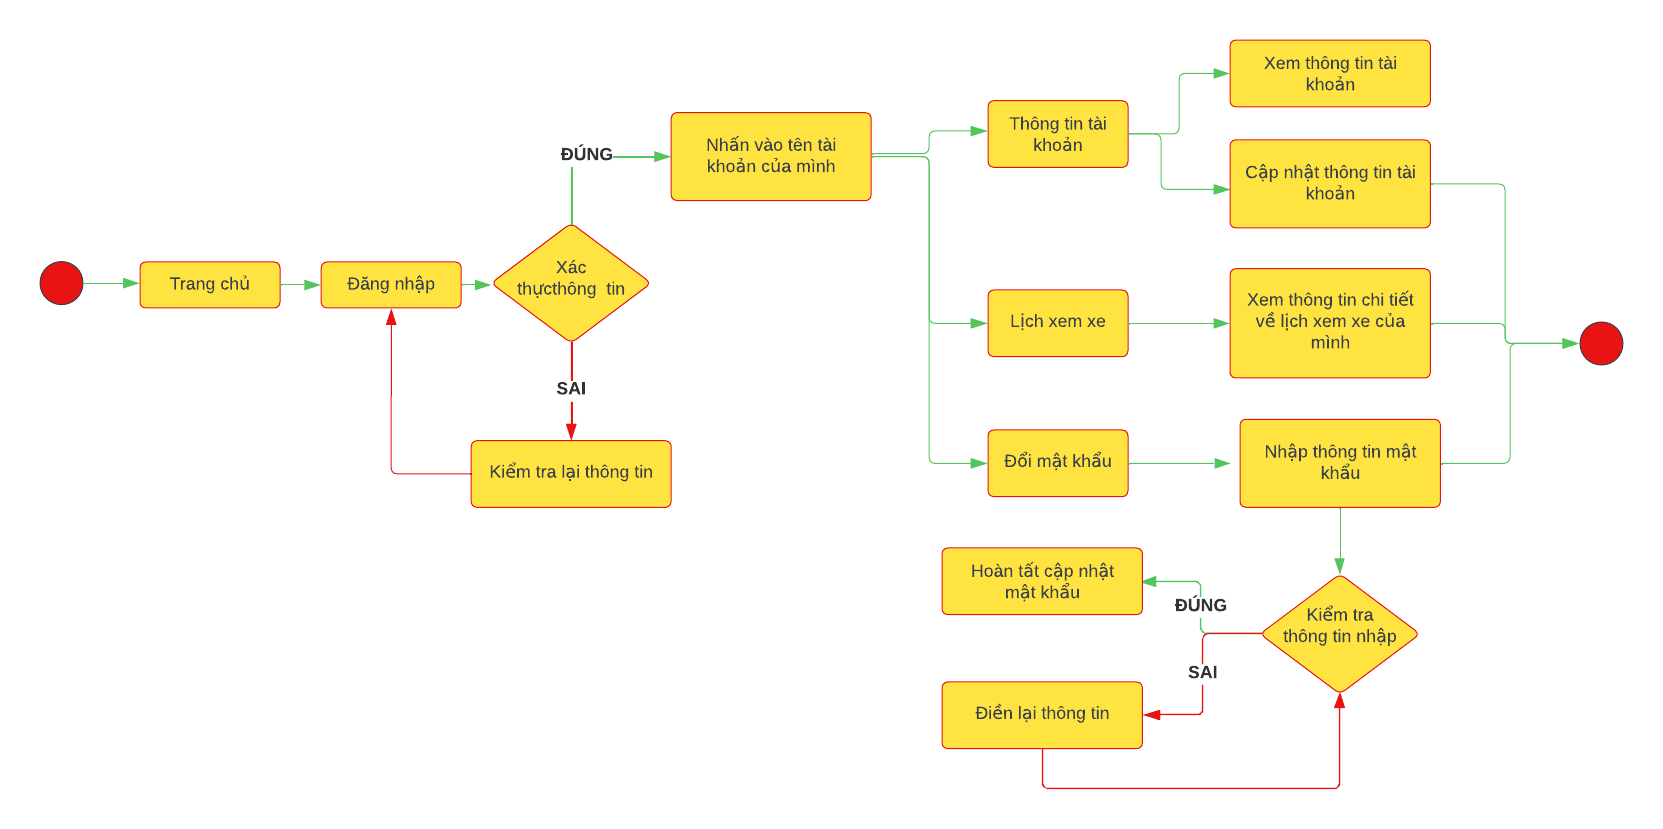 Trang chủ
Đăng nhập
Xác
thựcthông tin
ĐÚNG
SAI
Kiểm tra lại thông tin
Nhấn vào tên tài
khoản của mình
Thông tin tài
khoản
Xem thông tin tài
khoản
Cập nhật thông tin tài
khoản
Lịch xem xe
Xem thông tin chi tiết
về lịch xem xe của
mình
Đổi mật khẩu
Nhập thông tin mật
khẩu
Kiểm tra
thông tin nhập
ĐÚNG
Hoàn tất cập nhật
mật khẩu
SAI
Điền lại thông tin